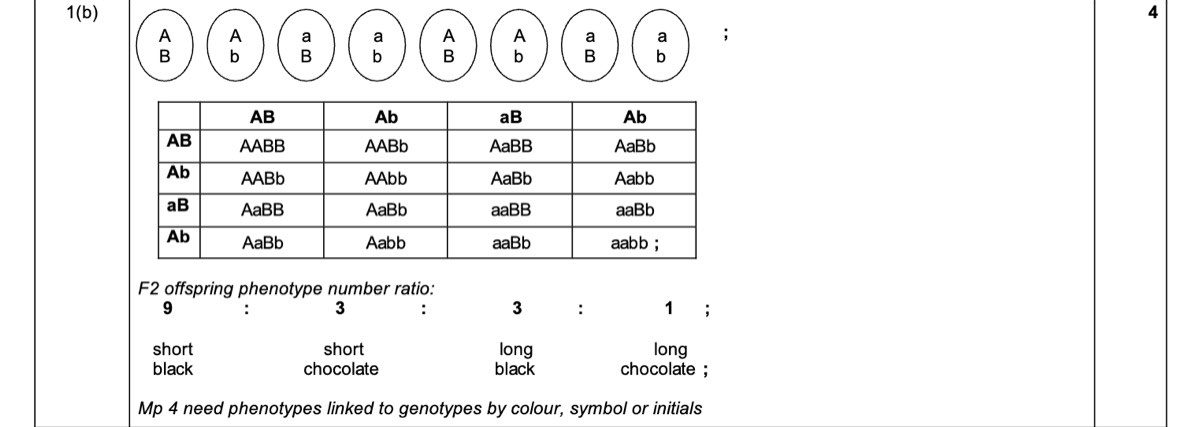 1(b) 4
A A a a A A a a ;
B b B b B b B b
AB Ab aB Ab
AB AABB AABb AaBB AaBb
Ab AABb AAbb AaBb Aabb
aB AaBB AaBb aaBB aaBb
Ab AaBb Aabb aaBb aabb ;
F2 offspring phenotype number ratio:
9 : 3 : 3 : 1 ;
short short long long
black chocolate black chocolate ;
Mp 4 need phenotypes linked to genotypes by colour, symbol or initials